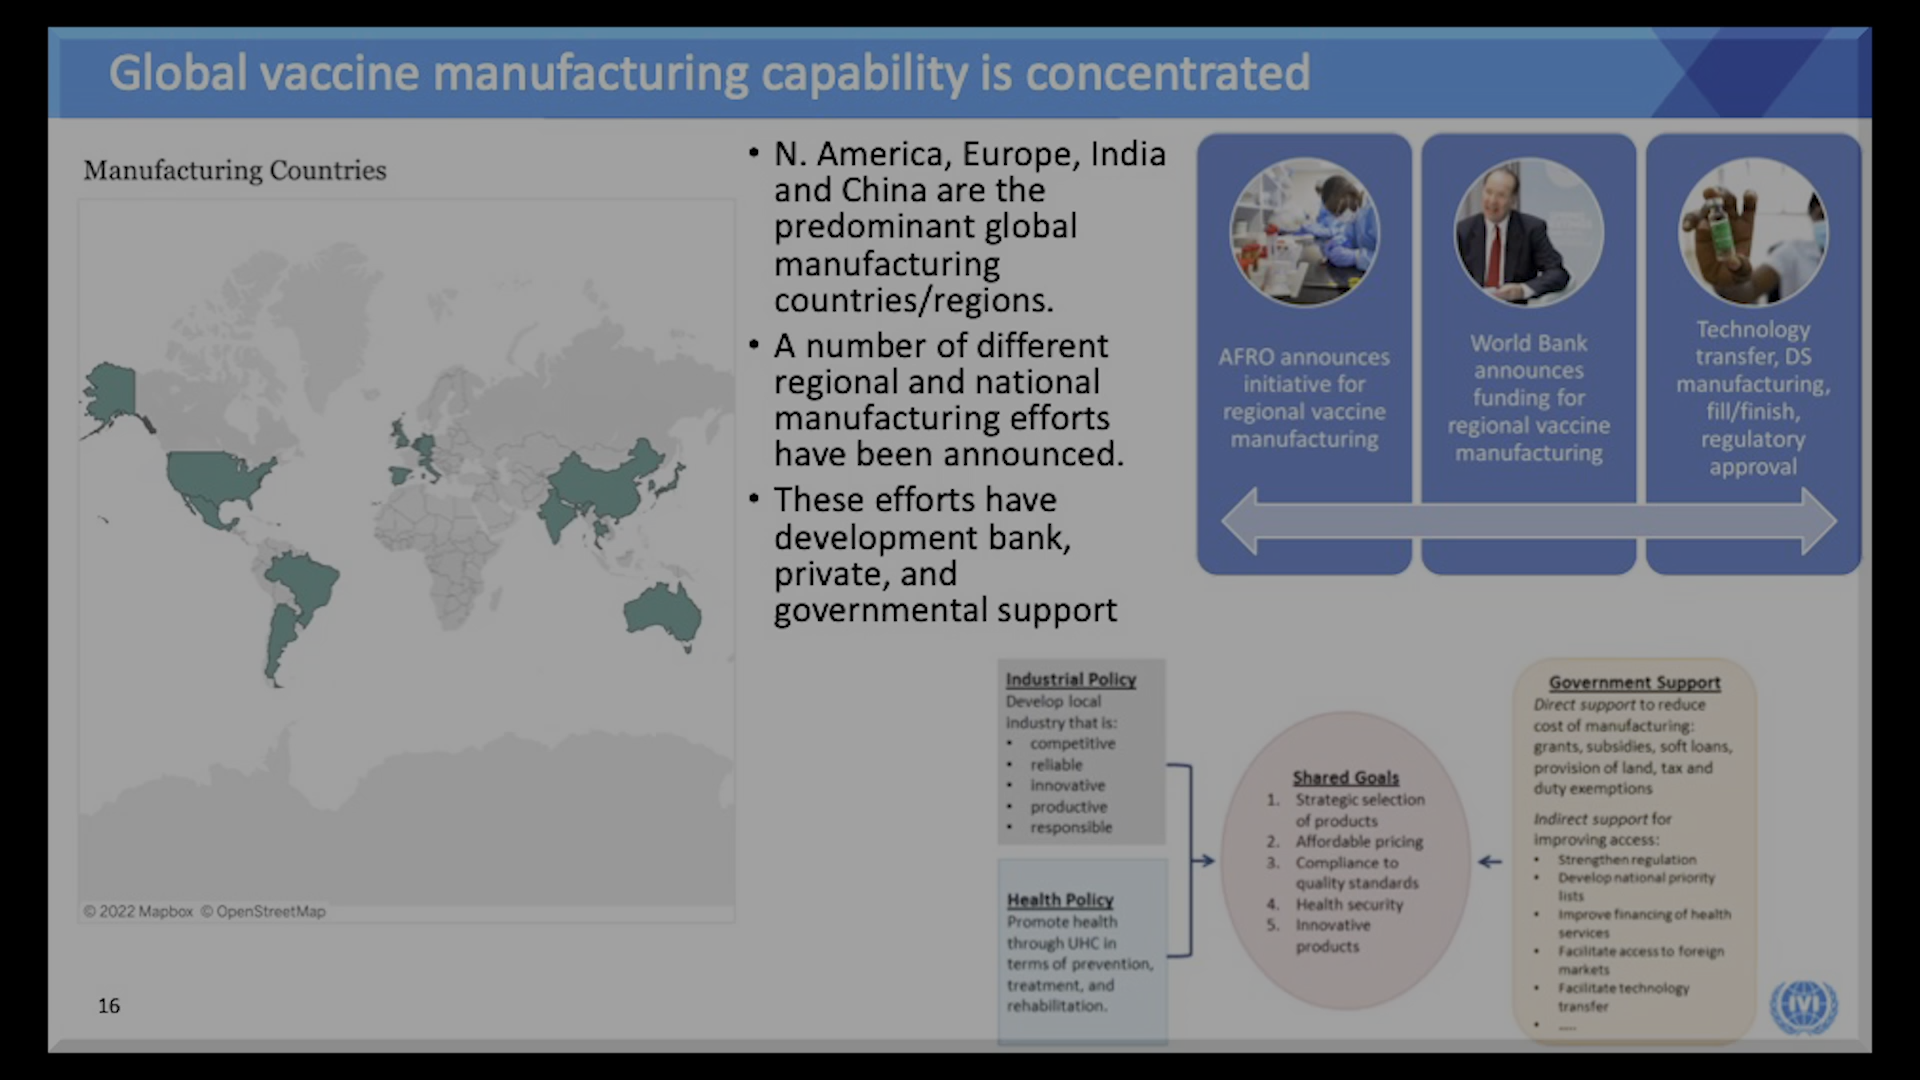 Global vaccine manufacturing capability is concentrated
Manufacturing Countries
© 2022 Mapbox © OpenStreetMap
16
• N. America, Europe, India
and China are the
predominant global
manufacturing
countries/regions.
• A number of different
regional and national
manufacturing efforts
have been announced.
• These efforts have
development bank,
private, and
governmental support
AFRO announces
initiative for
regional vaccine
manufacturing
World Bank
announces
funding for
regional vaccine
manufacturing
Technology
transfer, DS
manufacturing,
fill/finish,
regulatory
approval
Industrial Policy
Develop local
industry that is:
• competitive
• reliable
• innovative
• productive
• responsible
Health Policy
Promote health
through UHC in
terms of prevention,
treatment, and
rehabilitation.
Shared Goals
1. Strategic selection
of products
2. Affordable pricing
3. Compliance to
quality standards
4. Health security
5. Innovative
products
Government Support
Direct support to reduce
cost of manufacturing:
grants, subsidies, soft loans,
provision of land, tax and
duty exemptions
Indirect support for
improving access:
• Strengthen regulation
• Develop national priority
lists
• Improve financing of health
services
• Facilitate access to foreign
markets
• Facilitate technology
transfer
• .....
IVI